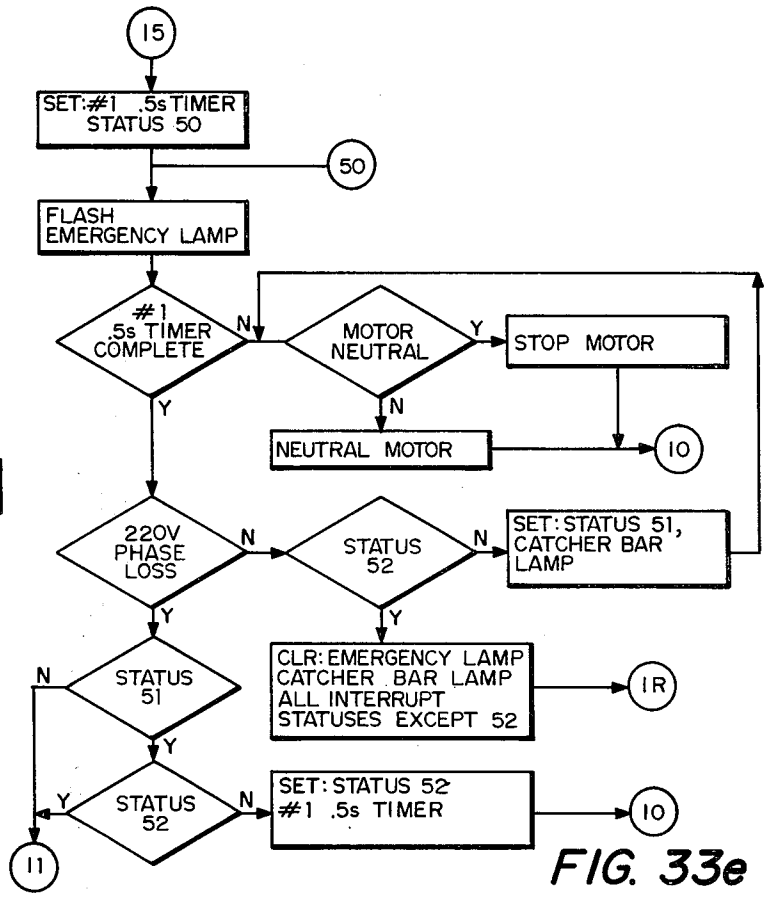 15
SET:#1 .5s TIMER
STATUS 50
50
FLASH
EMERGENCY LAMP
#1
.5s TIMER
COMPLETE
N
Y
MOTOR
NEUTRAL
Y
N
STOP MOTOR
NEUTRAL MOTOR
10
220V
PHASE
LOSS
N
Y
STATUS
52
N
Y
SET:STATUS 51,
CATCHER BAR
LAMP
CLR:EMERGENCY LAMP
CATCHER BAR LAMP
ALL INTERRUPT
STATUSES EXCEPT 52
1R
STATUS
51
N
Y
STATUS
52
Y
N
SET:STATUS 52
#1 .5s TIMER
10
11
FIG. 33e